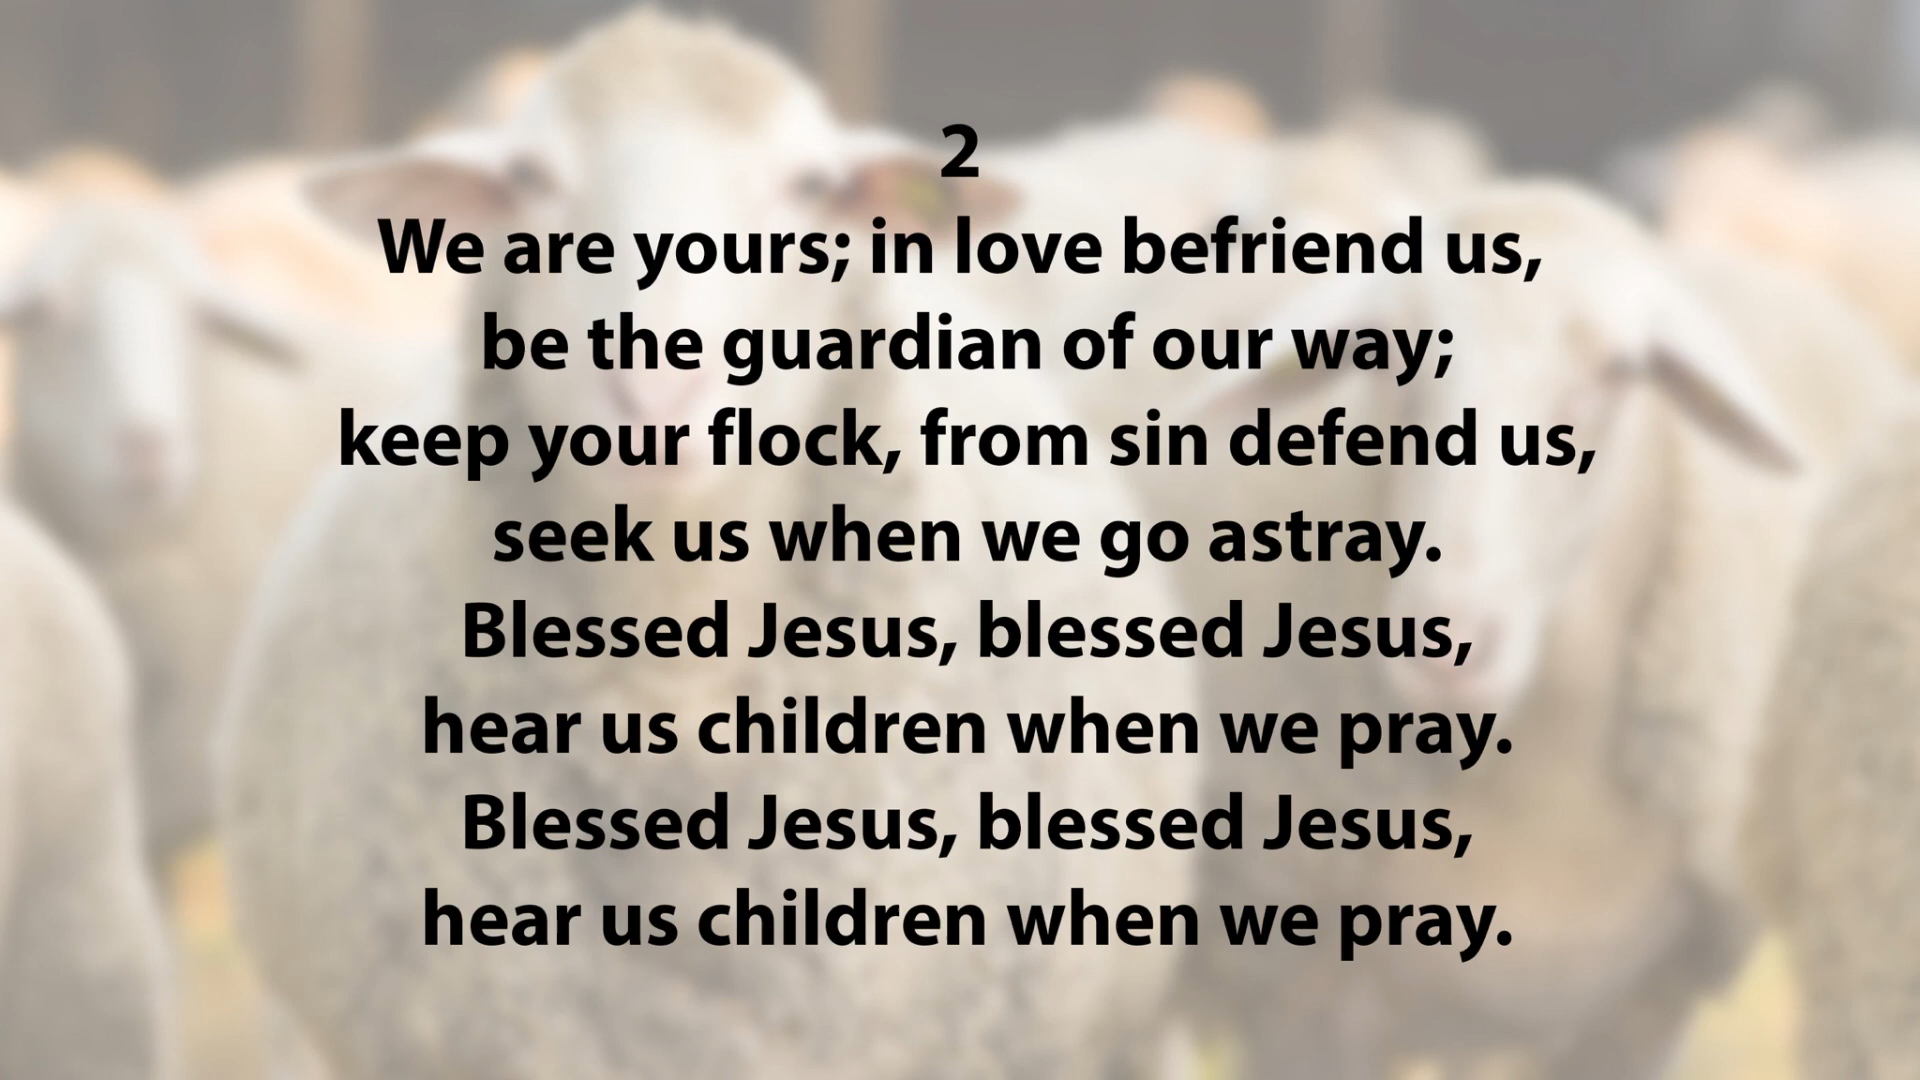 2
We are yours; in love befriend us,
be the guardian of our way;
keep your flock, from sin defend us,
seek us when we go astray.
Blessed Jesus, blessed Jesus,
hear us children when we pray.
Blessed Jesus, blessed Jesus,
hear us children when we pray.